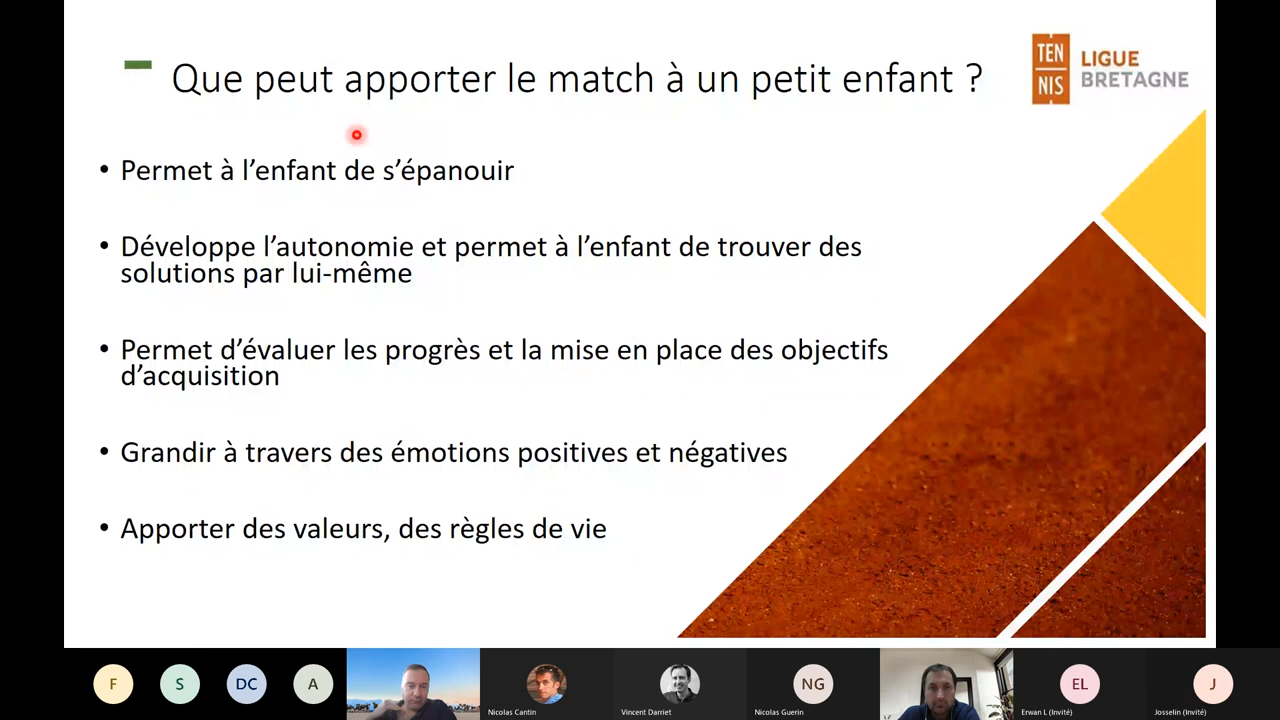 Que peut apporter le match à un petit enfant ?
TEN
NIS
LIGUE
BRETAGNE
• Permet à l’enfant de s’épanouir
• Développe l’autonomie et permet à l’enfant de trouver des
solutions par lui-même
• Permet d’évaluer les progrès et la mise en place des objectifs
d’acquisition
• Grandir à travers des émotions positives et négatives
• Apporter des valeurs, des règles de vie
F
S
DC
A
NG
EL
J
Nicolas Cantin
Vincent Darriet
Nicolas Guerin
Erwan L (Invité)
Josselin (Invité)